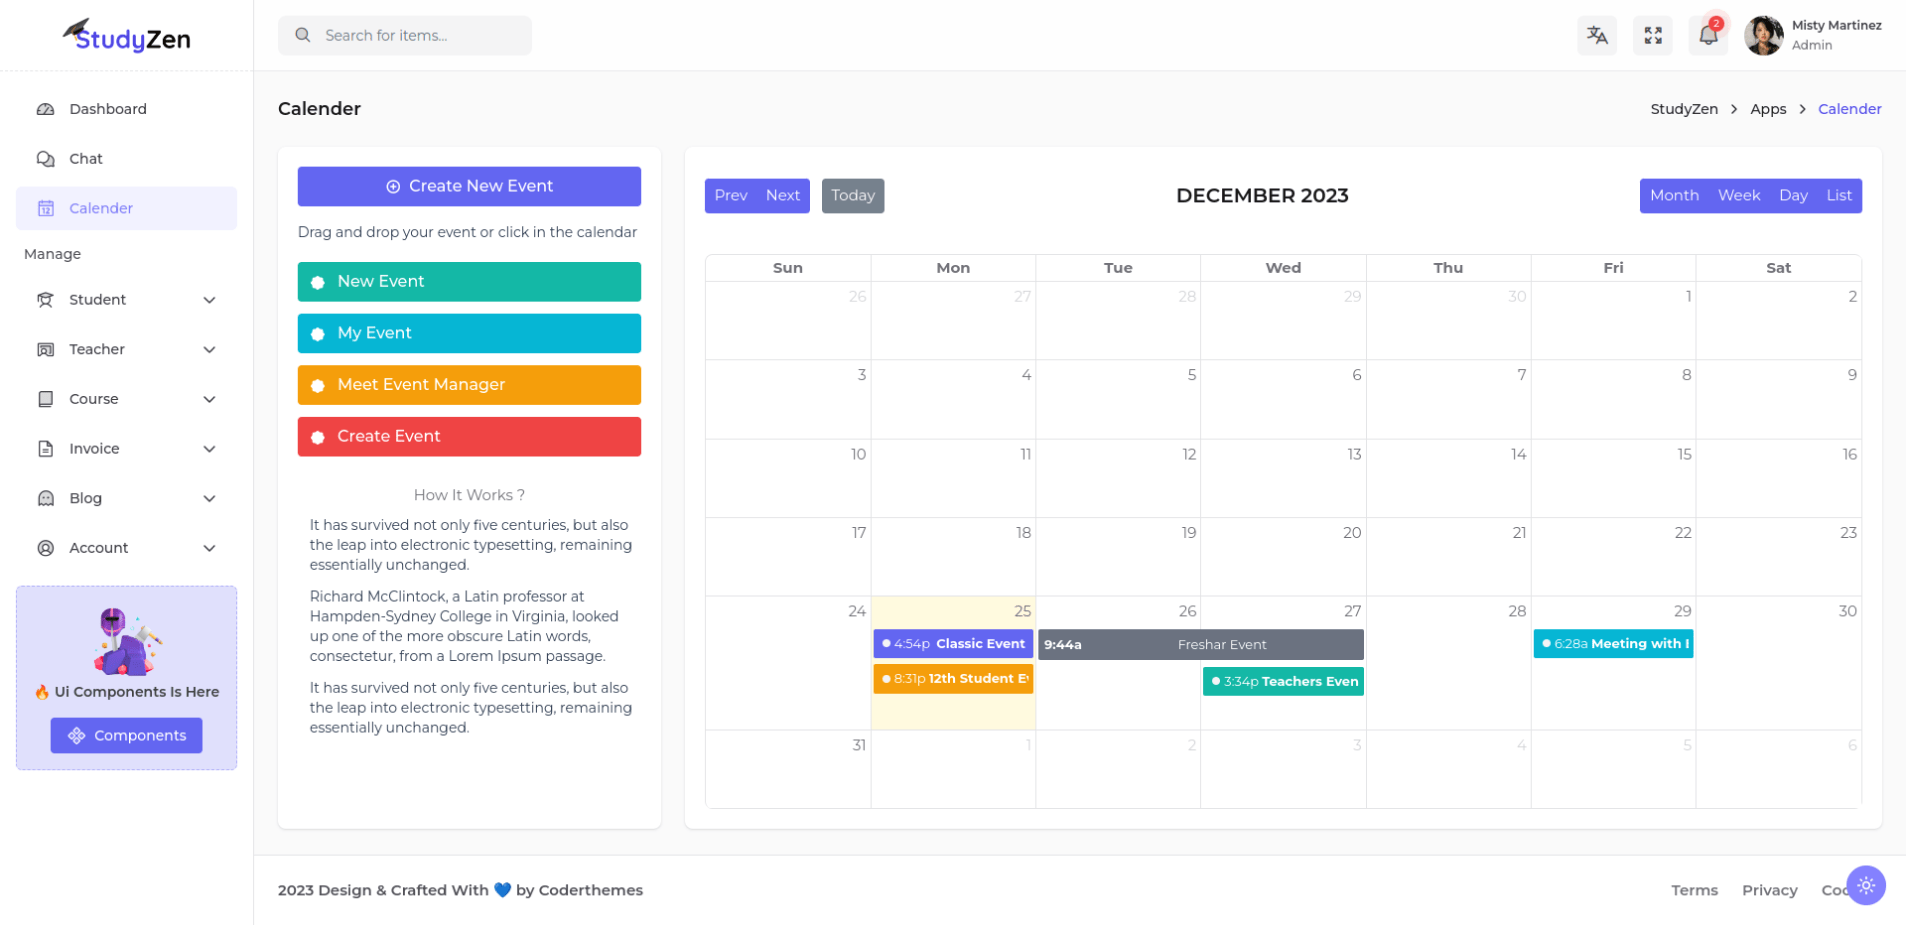 StudyZen
Search for items...
2
Misty Martinez
Admin
Dashboard
Chat
Calender
Manage
Student
Teacher
Course
Invoice
Blog
Account
🔥 Ui Components Is Here
Components
Calender
StudyZen > Apps > Calender
Create New Event
Drag and drop your event or click in the calendar
New Event
My Event
Meet Event Manager
Create Event
How It Works ?
It has survived not only five centuries, but also
the leap into electronic typesetting, remaining
essentially unchanged.
Richard McClintock, a Latin professor at
Hampden-Sydney College in Virginia, looked
up one of the more obscure Latin words,
consectetur, from a Lorem Ipsum passage.
It has survived not only five centuries, but also
the leap into electronic typesetting, remaining
essentially unchanged.
Prev Next Today
DECEMBER 2023
Month Week Day List
Sun Mon Tue Wed Thu Fri Sat
26 27 28 29 30 1 2
3 4 5 6 7 8 9
10 11 12 13 14 15 16
17 18 19 20 21 22 23
24 25 26 27 28 29 30
4:54p Classic Event
9:44a Freshar Event
6:28a Meeting with
8:31p 12th Student
3:34p Teachers Even
31 1 2 3 4 5 6
2023 Design & Crafted With 💙 by Coderthemes
Terms Privacy